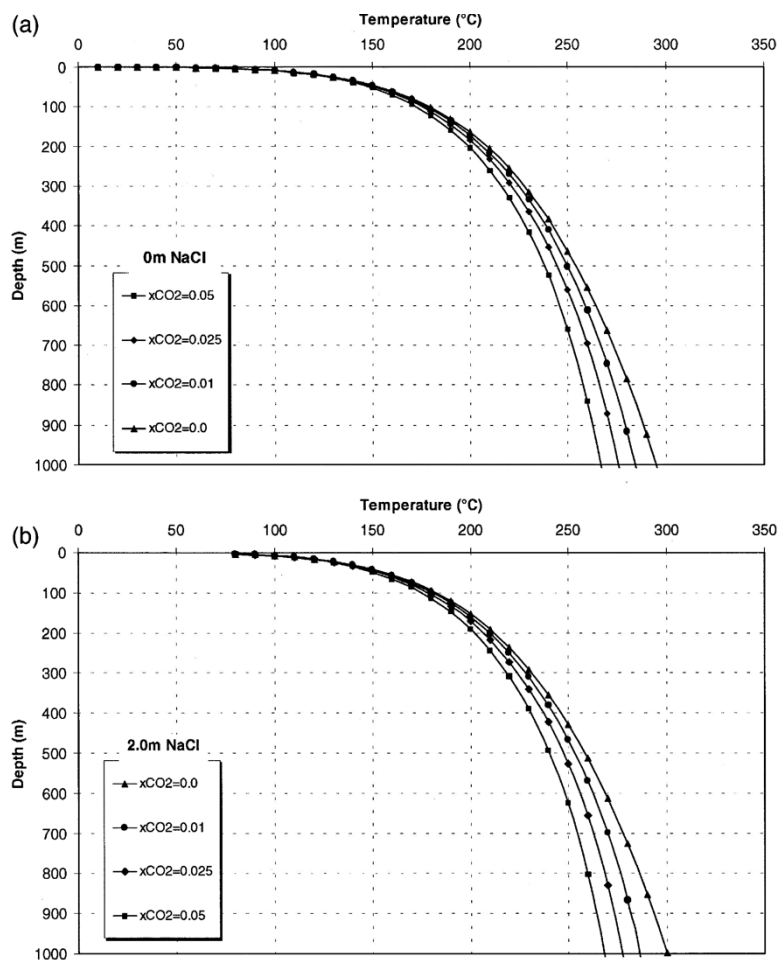 (a)
Temperature (°C)
0 50 100 150 200 250 300 350
Depth (m)
0
100
200
300
400
500
600
700
800
900
1000
0m NaCl
xCO2=0.05
xCO2=0.025
xCO2=0.01
xCO2=0.0
(b)
Temperature (°C)
0 50 100 150 200 250 300 350
Depth (m)
0
100
200
300
400
500
600
700
800
900
1000
2.0m NaCl
xCO2=0.0
xCO2=0.01
xCO2=0.025
xCO2=0.05